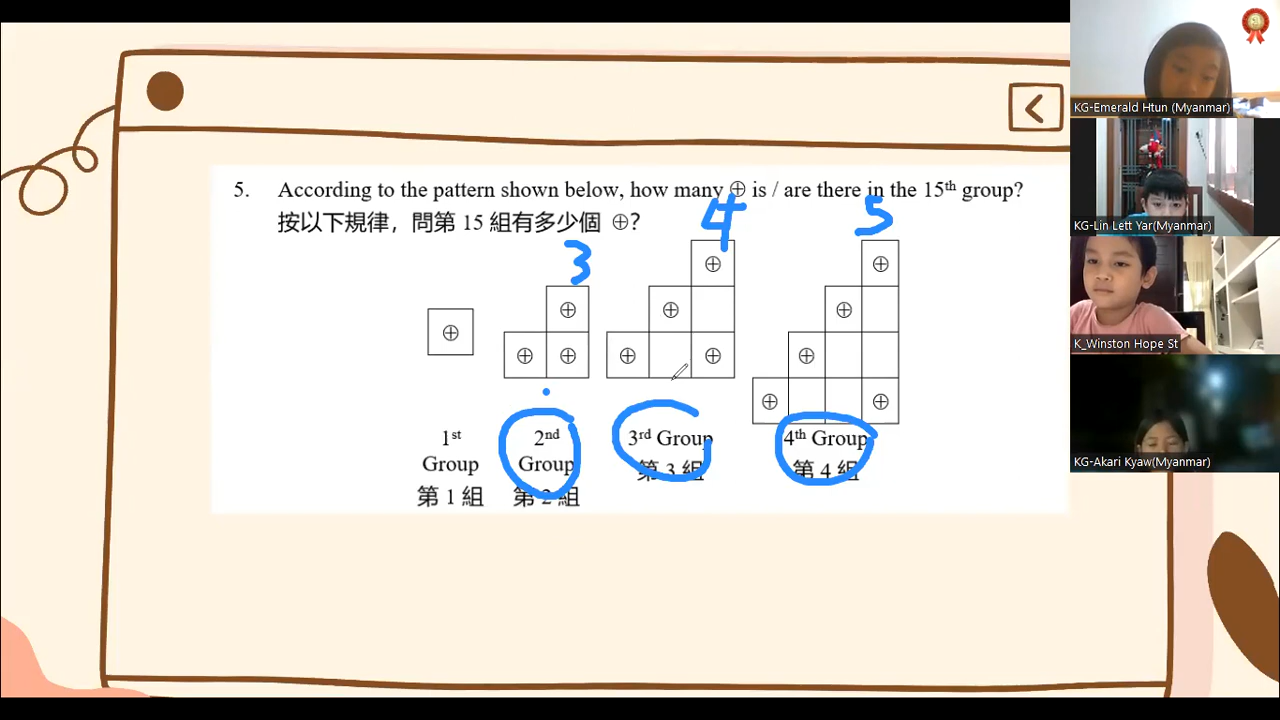 5. According to the pattern shown below, how many ⊕ is / are there in the 15th group?
按以下規律，問第 15 組有多少個 ⊕?
3
4
5
1st
Group
第 1 組
2nd
Group
第 2 組
3rd Group
第 3 組
4th Group
第 4 組
KG-Emerald Htun (Myanmar)
KG-Lin Lett Yar(Myanmar)
K_Winston Hope St
KG-Akari Kyaw(Myanmar)